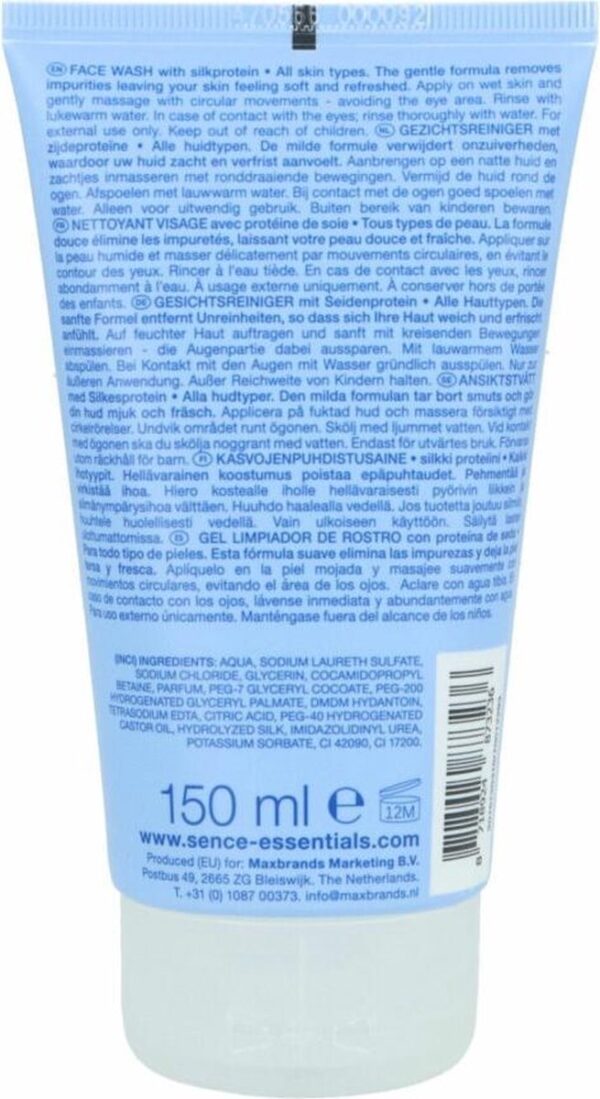 470566 000092
EN FACE WASH with silkprotein • All skin types. The gentle formula removes
impurities leaving your skin feeling soft and refreshed. Apply on wet skin and
gently massage with circular movements - avoiding the eye area. Rinse with
lukewarm water. In case of contact with the eyes; rinse thoroughly with water. For
external use only. Keep out of reach of children. NL GEZICHTSREINIGER met
zijdeproteïne • Alle huidtypen. De milde formule verwijdert onzuiverheden,
waardoor uw huid zacht en verfrist aanvoelt. Aanbrengen op een natte huid en
zachtjes inmasseren met ronddraaiende bewegingen. Vermijd de huid rond de
ogen. Afspoelen met lauwwarm water. Bij contact met de ogen goed spoelen met
water. Alleen voor uitwendig gebruik. Buiten bereik van kinderen bewaren.
FR NETTOYANT VISAGE avec protéine de soie • Tous types de peau. La formule
douce élimine les impuretés, laissant votre peau douce et fraîche. Appliquer sur
la peau humide et masser délicatement par mouvements circulaires, en évitant le
contour des yeux. Rincer à l'eau tiède. En cas de contact avec les yeux, rincer
abondamment à l'eau. À usage externe uniquement. À conserver hors de portée
des enfants. DE GESICHTSREINIGER mit Seidenprotein • Alle Hauttypen. Die
sanfte Formel entfernt Unreinheiten, so dass sich Ihre Haut weich und erfrischt
anfühlt. Auf feuchter Haut auftragen und sanft mit kreisenden Bewegungen
einmassieren - die Augenpartie dabei aussparen. Mit lauwarmem Wasser
abspülen. Bei Kontakt mit den Augen mit Wasser gründlich ausspülen. Nur zur
äußeren Anwendung. Außer Reichweite von Kindern halten. SE ANSIKTSTVÄTT
med Silkesprotein • Alla hudtyper. Den milda formulan tar bort smuts och gör
din hud mjuk och fräsch. Applicera på fuktad hud och massera försiktigt med
cirkelrörelser. Undvik området runt ögonen. Skölj med ljummet vatten. Vid kontakt
med ögonen ska du skölja noggrant med vatten. Endast för utvärtes bruk. Förvaras
utom räckhåll för barn. FI KASVOJENPUHDISTUSAINE • silkki proteiini •
ihotyypit. Hellävarainen koostumus poistaa epäpuhtaudet. Pehmentää
virkistää ihoa. Hiero kostealle iholle hellävaraisesti pyörivin liikkein
silmänympärysihoa välttäen. Huuhdo haalealla vedellä. Jos tuotetta joutuu silmiin,
huuhtele huolellisesti vedellä. Vain ulkoiseen käyttöön. Säilytä lasten
ulottumattomissa. ES GEL LIMPIADOR DE ROSTRO con proteina de seda •
Para todo tipo de pieles. Esta fórmula suave elimina las impurezas y deja la piel
tersa y fresca. Aplíquelo en la piel mojada y masajee suavemente con
movimientos circulares, evitando el área de los ojos. Aclare con agua tibia. En
caso de contacto con los ojos, lávense inmediata y abundantemente con agua.
Para uso externo únicamente. Manténgase fuera del alcance de los niños.
(INCI) INGREDIENTS: AQUA, SODIUM LAURETH SULFATE,
SODIUM CHLORIDE, GLYCERIN, COCAMIDOPROPYL
BETAINE, PARFUM, PEG-7 GLYCERYL COCOATE, PEG-200
HYDROGENATED GLYCERYL PALMATE, DMDM HYDANTOIN,
TETRASODIUM EDTA, CITRIC ACID, PEG-40 HYDROGENATED
CASTOR OIL, HYDROLYZED SILK, IMIDAZOLIDINYL UREA,
POTASSIUM SORBATE, CI 42090, CI 17200.
150 ml e 12M
www.sence-essentials.com
Produced (EU) for: Maxbrands Marketing B.V.
Postbus 49, 2665 ZG Bleiswijk. The Netherlands.
T. +31 (0) 1087 00373. info@maxbrands.nl
8 718924 873236